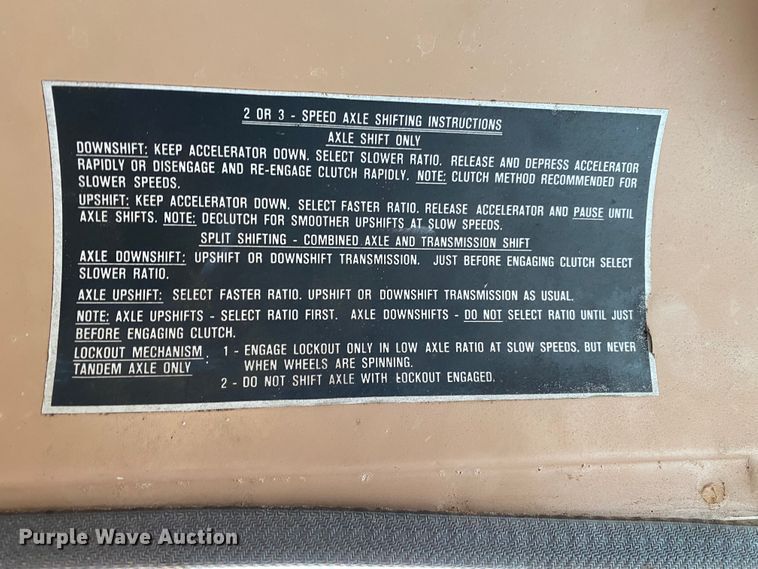 2 OR 3 - SPEED AXLE SHIFTING INSTRUCTIONS
AXLE SHIFT ONLY
DOWNSHIFT: KEEP ACCELERATOR DOWN. SELECT SLOWER RATIO. RELEASE AND DEPRESS ACCELERATOR
RAPIDLY OR DISENGAGE AND RE-ENGAGE CLUTCH RAPIDLY. NOTE: CLUTCH METHOD RECOMMENDED FOR
SLOWER SPEEDS.
UPSHIFT: KEEP ACCELERATOR DOWN. SELECT FASTER RATIO. RELEASE ACCELERATOR AND PAUSE UNTIL
AXLE SHIFTS. NOTE: DECLUTCH FOR SMOOTHER UPSHIFTS AT SLOW SPEEDS.
SPLIT SHIFTING - COMBINED AXLE AND TRANSMISSION SHIFT
AXLE DOWNSHIFT: UPSHIFT OR DOWNSHIFT TRANSMISSION. JUST BEFORE ENGAGING CLUTCH SELECT
SLOWER RATIO.
AXLE UPSHIFT: SELECT FASTER RATIO. UPSHIFT OR DOWNSHIFT TRANSMISSION AS USUAL.
NOTE: AXLE UPSHIFTS - SELECT RATIO FIRST. AXLE DOWNSHIFTS - DO NOT SELECT RATIO UNTIL JUST
BEFORE ENGAGING CLUTCH.
LOCKOUT MECHANISM : 1 - ENGAGE LOCKOUT ONLY IN LOW AXLE RATIO AT SLOW SPEEDS, BUT NEVER
TANDEM AXLE ONLY WHEN WHEELS ARE SPINNING.
2 - DO NOT SHIFT AXLE WITH LOCKOUT ENGAGED.
Purple Wave Auction